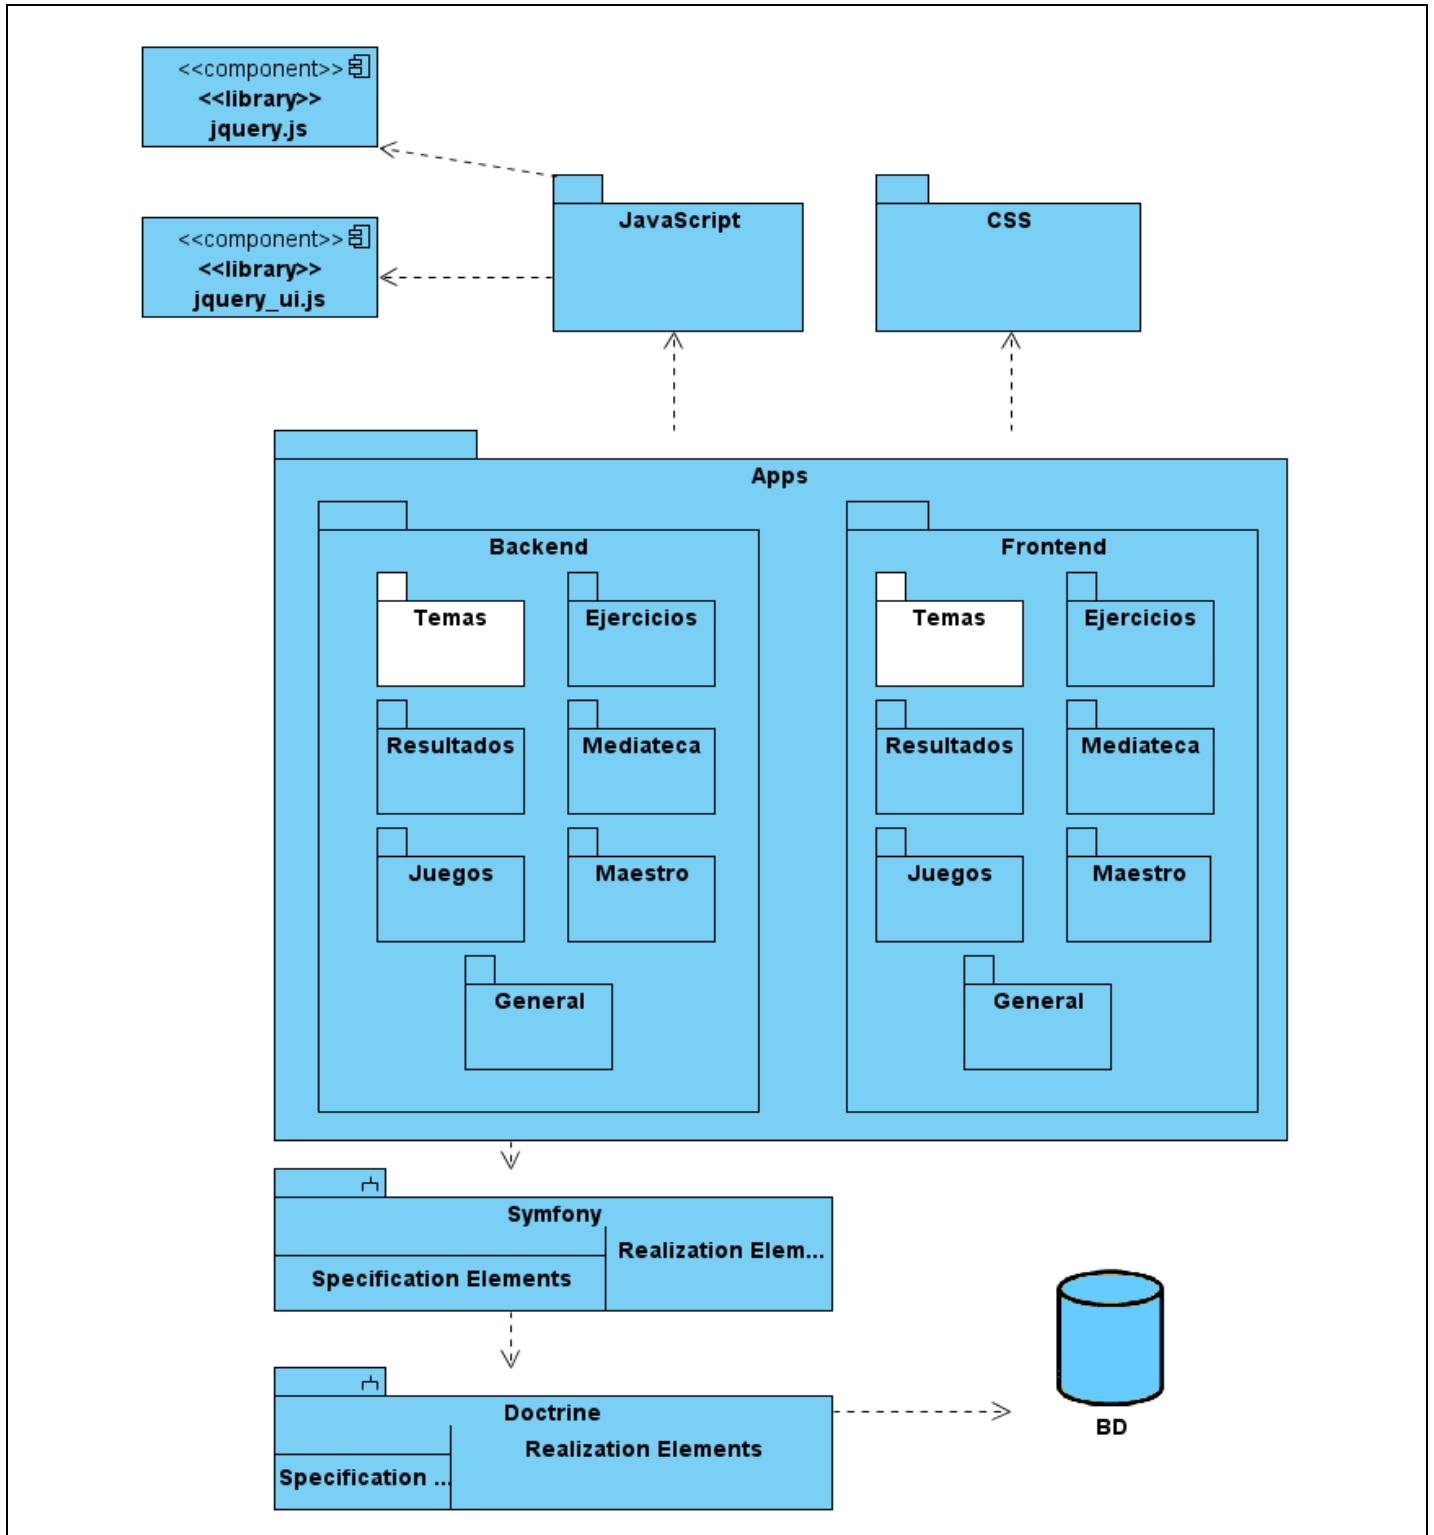 <<component>>
<<library>>
jquery.js
<<component>>
<<library>>
jquery_ui.js
JavaScript
CSS
Apps
Backend
Temas
Ejercicios
Resultados
Mediateca
Juegos
Maestro
General
Frontend
Temas
Ejercicios
Resultados
Mediateca
Juegos
Maestro
General
Symfony
Realization Elem...
Specification Elements
Doctrine
Realization Elements
Specification ...
BD